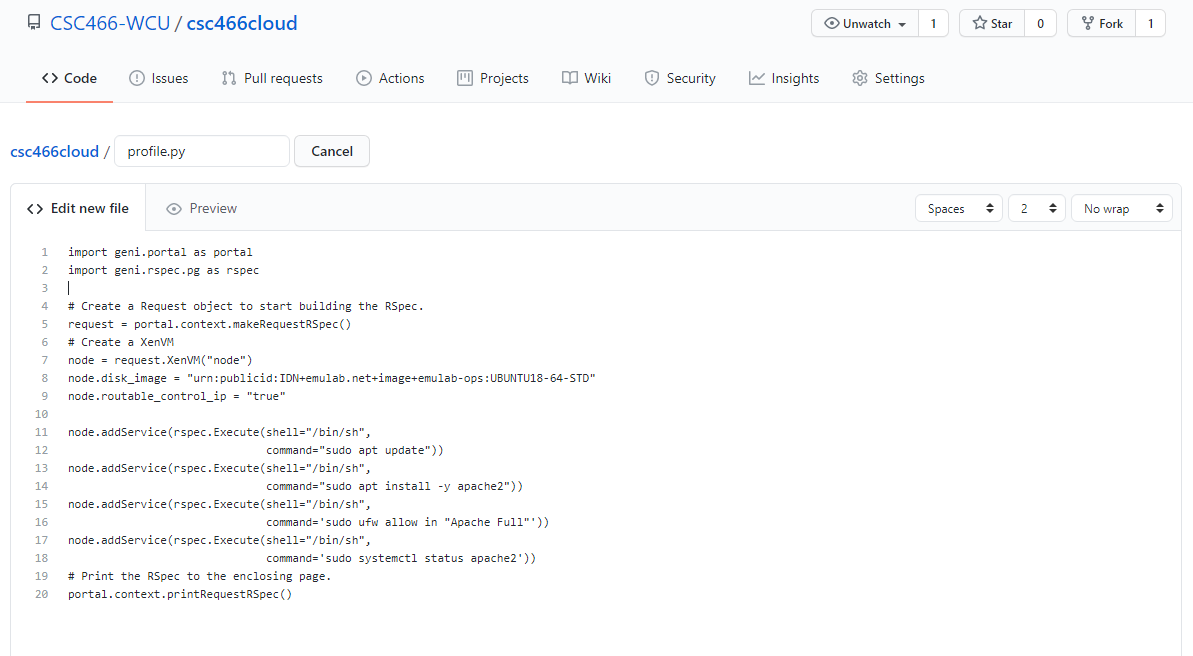 CSC466-WCU / csc466cloud
Unwatch 1 Star 0 Fork 1
Code Issues Pull requests Actions Projects Wiki Security Insights Settings
csc466cloud / profile.py Cancel
Edit new file Preview Spaces 2 No wrap
1 import geni.portal as portal
2 import geni.rspec.pg as rspec
3
4 # Create a Request object to start building the RSpec.
5 request = portal.context.makeRequestRSpec()
6 # Create a XenVM
7 node = request.XenVM("node")
8 node.disk_image = "urn:publicid:IDN+emulab.net+image+emulab-ops:UBUNTU18-64-STD"
9 node.routable_control_ip = "true"
10
11 node.addService(rspec.Execute(shell="/bin/sh",
12                               command="sudo apt update"))
13 node.addService(rspec.Execute(shell="/bin/sh",
14                               command="sudo apt install -y apache2"))
15 node.addService(rspec.Execute(shell="/bin/sh",
16                               command='sudo ufw allow in "Apache Full"'))
17 node.addService(rspec.Execute(shell="/bin/sh",
18                               command='sudo systemctl status apache2'))
19 # Print the RSpec to the enclosing page.
20 portal.context.printRequestRSpec()